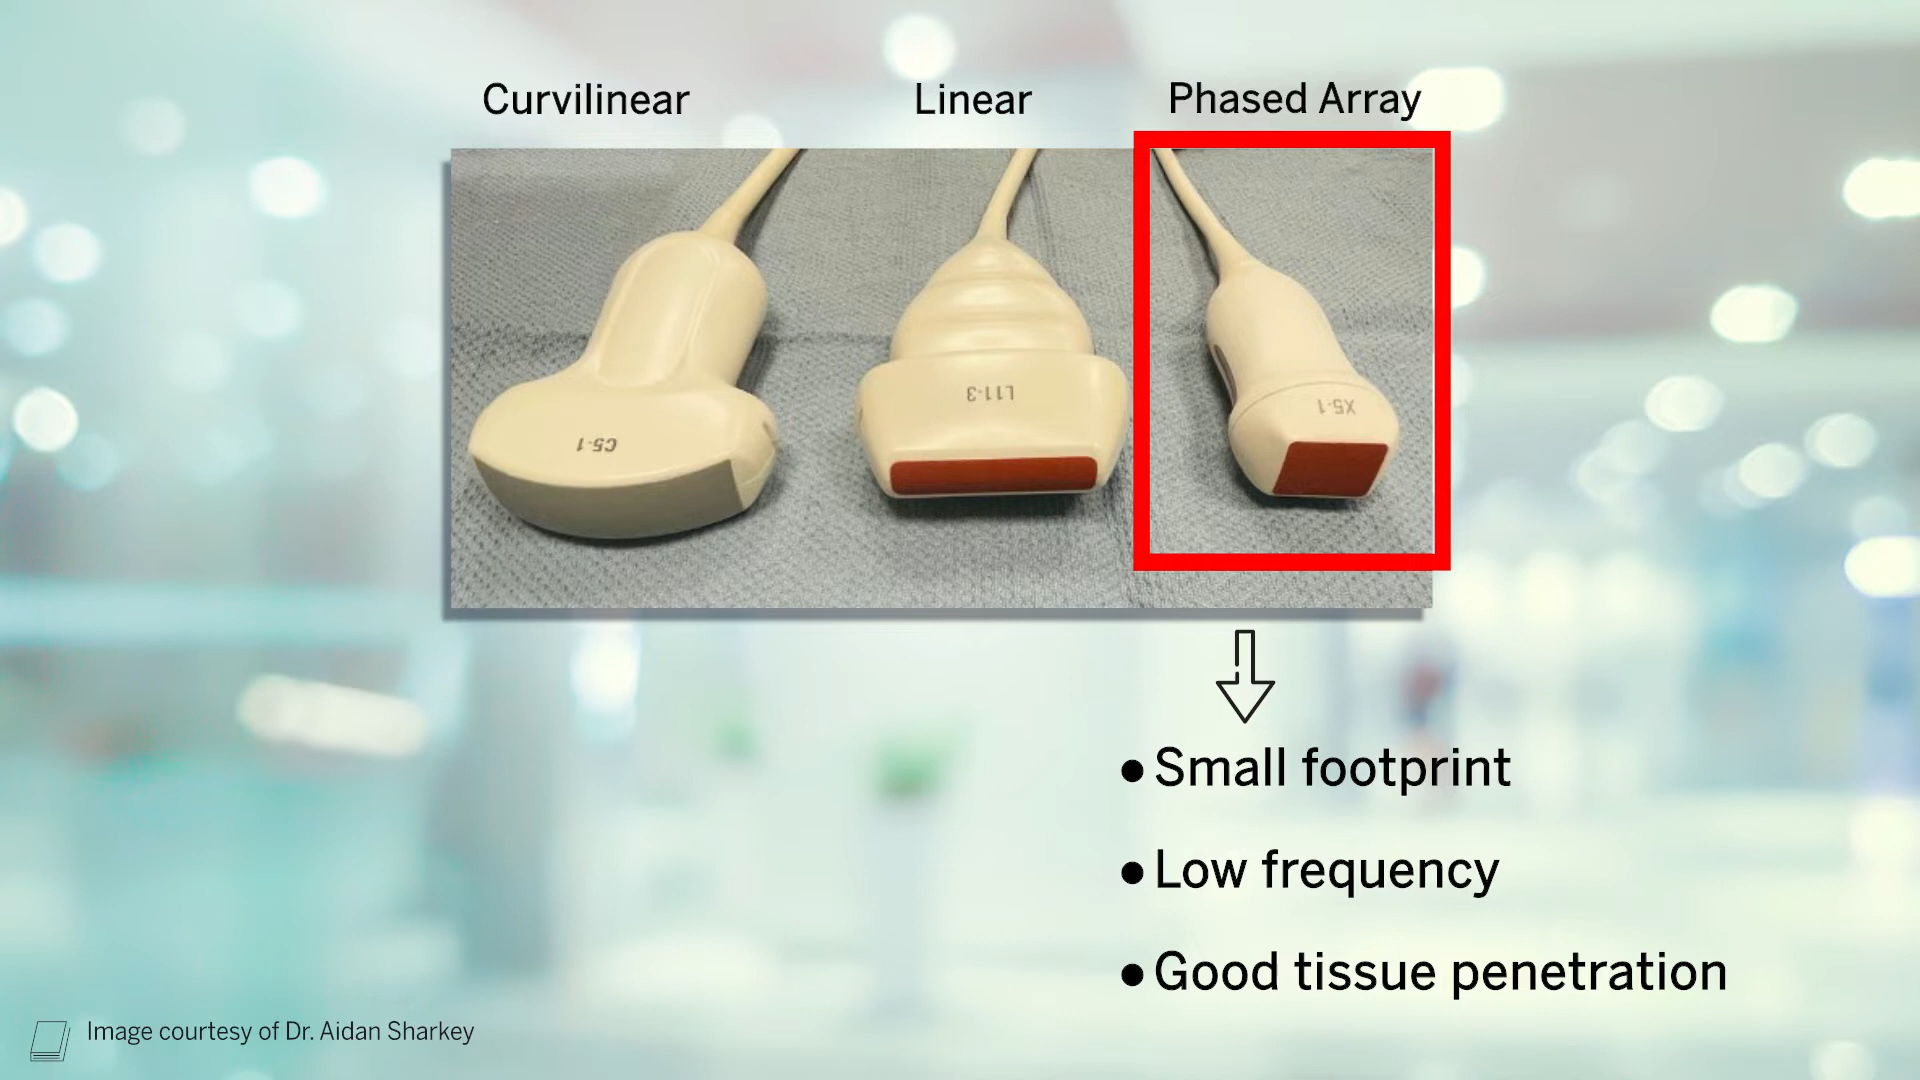 Curvilinear
Linear
Phased Array
C5-1
L11-3
X5-1
• Small footprint
• Low frequency
• Good tissue penetration
Image courtesy of Dr. Aidan Sharkey